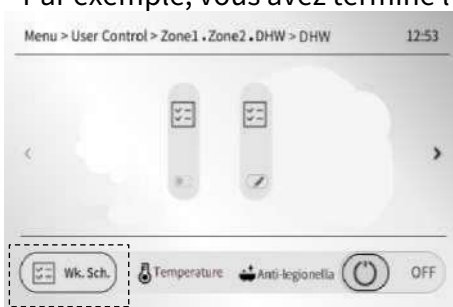 Par exemple, vous avez terminé l
Menu > User Control > Zone1.Zone2.DHW > DHW 12:53
Wk. Sch. Temperature Anti-legionella OFF